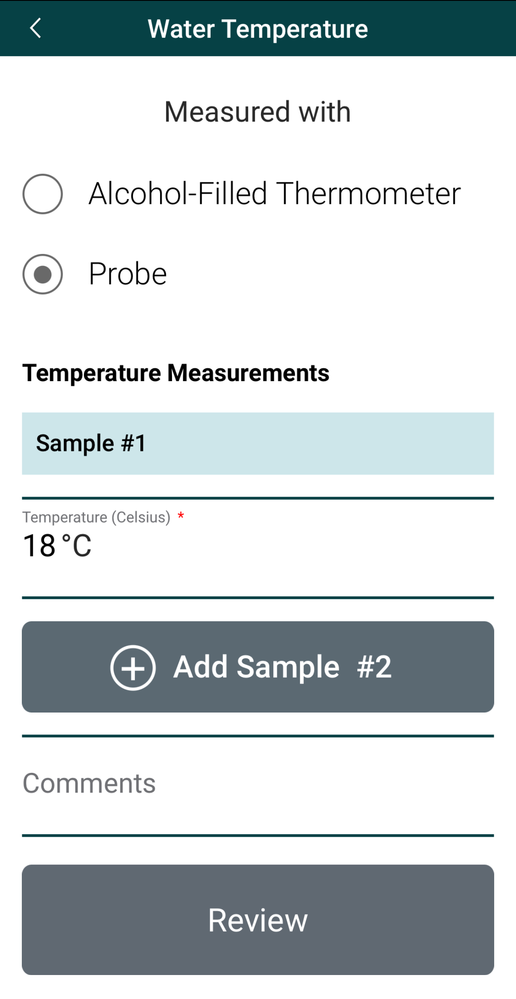 Water Temperature
Measured with
Alcohol-Filled Thermometer
Probe
Temperature Measurements
Sample #1
Temperature (Celsius) *
18 °C
Add Sample #2
Comments
Review